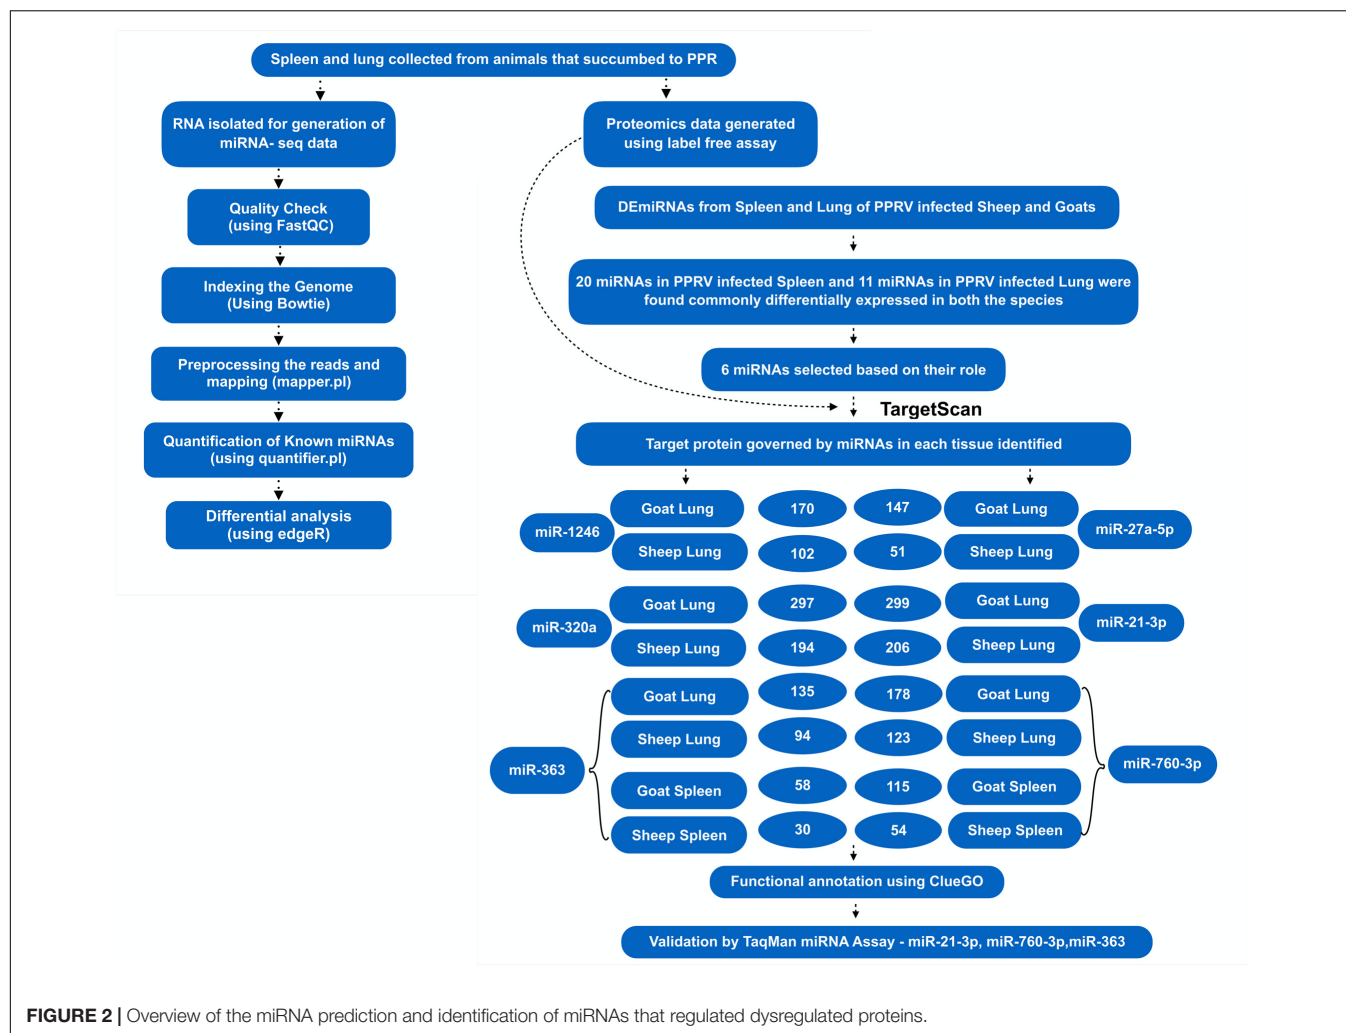 Spleen and lung collected from animals that succumbed to PPR
RNA isolated for generation of
miRNA- seq data
Quality Check
(using FastQC)
Indexing the Genome
(Using Bowtie)
Preprocessing the reads and
mapping (mapper.pl)
Quantification of Known miRNAs
(using quantifier.pl)
Differential analysis
(using edgeR)
Proteomics data generated
using label free assay
DEmiRNAs from Spleen and Lung of PPRV infected Sheep and Goats
20 miRNAs in PPRV infected Spleen and 11 miRNAs in PPRV infected Lung were
found commonly differentially expressed in both the species
6 miRNAs selected based on their role
TargetScan
Target protein governed by miRNAs in each tissue identified
miR-1246
Goat Lung 170 147 Goat Lung
Sheep Lung 102 51 Sheep Lung
miR-27a-5p
miR-320a
Goat Lung 297 299 Goat Lung
Sheep Lung 194 206 Sheep Lung
miR-21-3p
miR-363
Goat Lung 135 178 Goat Lung
Sheep Lung 94 123 Sheep Lung
Goat Spleen 58 115 Goat Spleen
Sheep Spleen 30 54 Sheep Spleen
miR-760-3p
Functional annotation using ClueGO
Validation by TaqMan miRNA Assay - miR-21-3p, miR-760-3p,miR-363
FIGURE 2 | Overview of the miRNA prediction and identification of miRNAs that regulated dysregulated proteins.